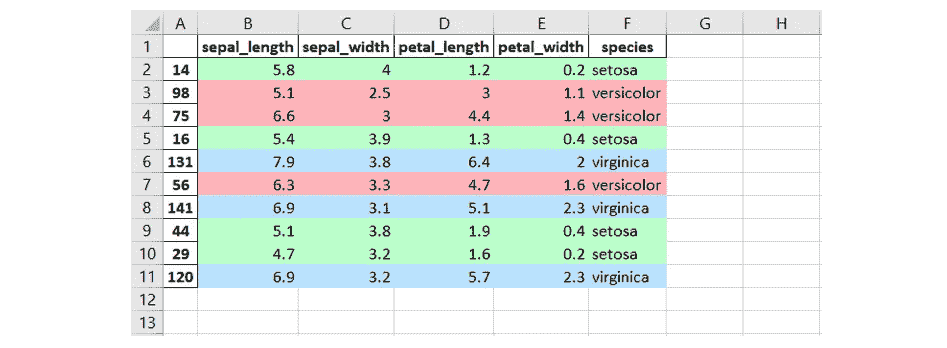 A B C D E F G H
1 sepal_length sepal_width petal_length petal_width species
2 14 5.8 4 1.2 0.2 setosa
3 98 5.1 2.5 3 1.1 versicolor
4 75 6.6 3 4.4 1.4 versicolor
5 16 5.4 3.9 1.3 0.4 setosa
6 131 7.9 3.8 6.4 2 virginica
7 56 6.3 3.3 4.7 1.6 versicolor
8 141 6.9 3.1 5.1 2.3 virginica
9 44 5.1 3.8 1.9 0.4 setosa
10 29 4.7 3.2 1.6 0.2 setosa
11 120 6.9 3.2 5.7 2.3 virginica
12
13